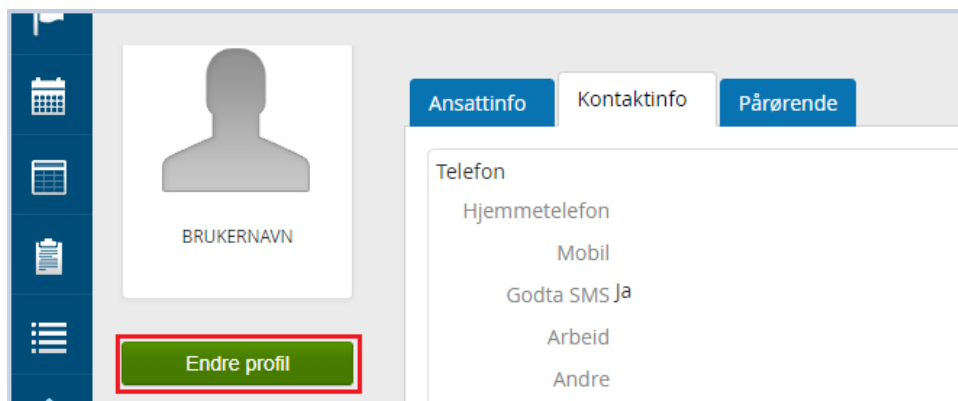 BRUKERNAVN
Endre profil
Ansattinfo
Kontaktinfo
Pårørende
Telefon
Hjemmetelefon
Mobil
Godta SMS Ja
Arbeid
Andre